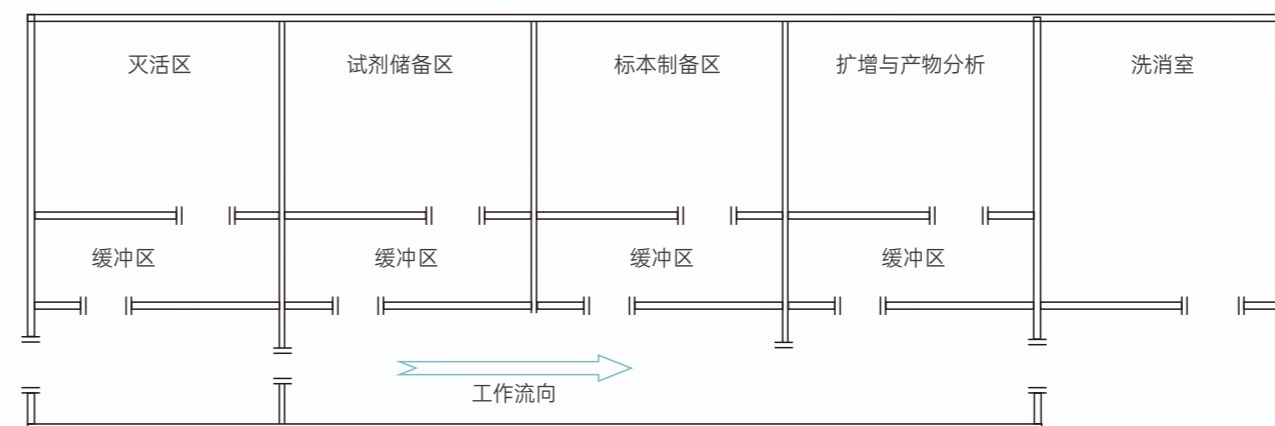 灭活区
试剂储备区
标本制备区
扩增与产物分析
洗消室
缓冲区
缓冲区
缓冲区
缓冲区
工作流向